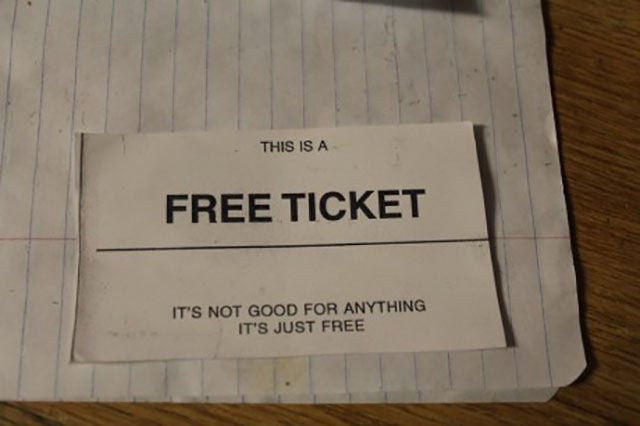 THIS IS A
FREE TICKET
IT'S NOT GOOD FOR ANYTHING
IT'S JUST FREE